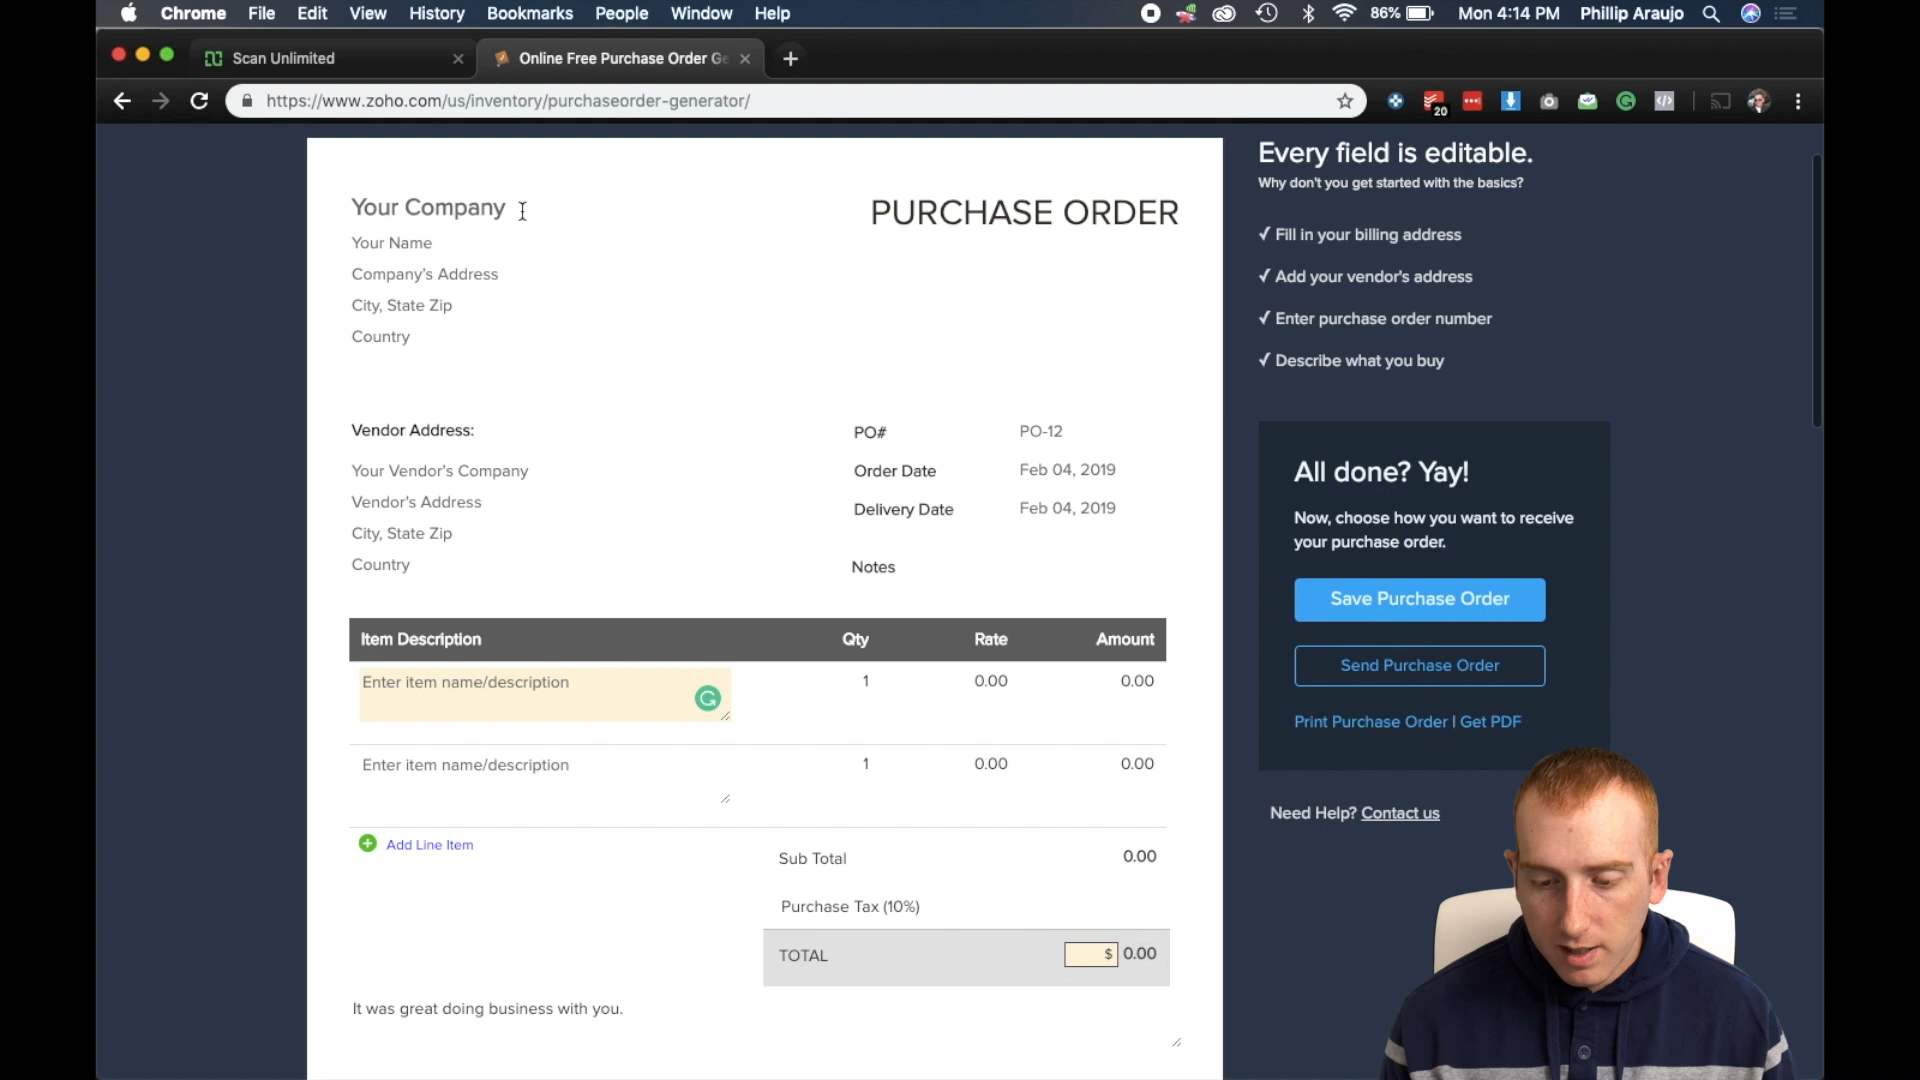 Chrome File Edit View History Bookmarks People Window Help 86% Mon 4:14 PM Phillip Araujo
Scan Unlimited
Online Free Purchase Order Ge
https://www.zoho.com/us/inventory/purchaseorder-generator/
20
Your Company
PURCHASE ORDER
Your Name
Company's Address
City, State Zip
Country
Vendor Address:
Your Vendor's Company
Vendor's Address
City, State Zip
Country
PO# PO-12
Order Date Feb 04, 2019
Delivery Date Feb 04, 2019
Notes
Item Description Qty Rate Amount
Enter item name/description 1 0.00 0.00
Enter item name/description 1 0.00 0.00
Add Line Item
Sub Total 0.00
Purchase Tax (10%)
TOTAL $ 0.00
It was great doing business with you.
Every field is editable.
Why don't you get started with the basics?
✓ Fill in your billing address
✓ Add your vendor's address
✓ Enter purchase order number
✓ Describe what you buy
All done? Yay!
Now, choose how you want to receive
your purchase order.
Save Purchase Order
Send Purchase Order
Print Purchase Order | Get PDF
Need Help? Contact us